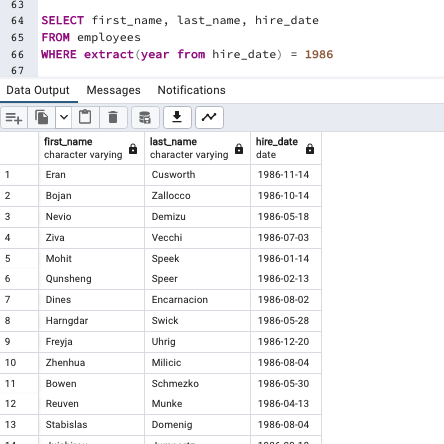 63
64 SELECT first_name, last_name, hire_date
65 FROM employees
66 WHERE extract(year from hire_date) = 1986
67
Data Output Messages Notifications
first_name last_name hire_date
character varying character varying date
1 Eran Cusworth 1986-11-14
2 Bojan Zallocco 1986-10-14
3 Nevio Demizu 1986-05-18
4 Ziva Vecchi 1986-07-03
5 Mohit Speek 1986-01-14
6 Qunsheng Speer 1986-02-13
7 Dines Encarnacion 1986-08-02
8 Harngdar Swick 1986-05-28
9 Freyja Uhrig 1986-12-20
10 Zhenhua Milicic 1986-08-04
11 Bowen Schmezko 1986-05-30
12 Reuven Munke 1986-04-13
13 Stabislas Domenig 1986-08-04